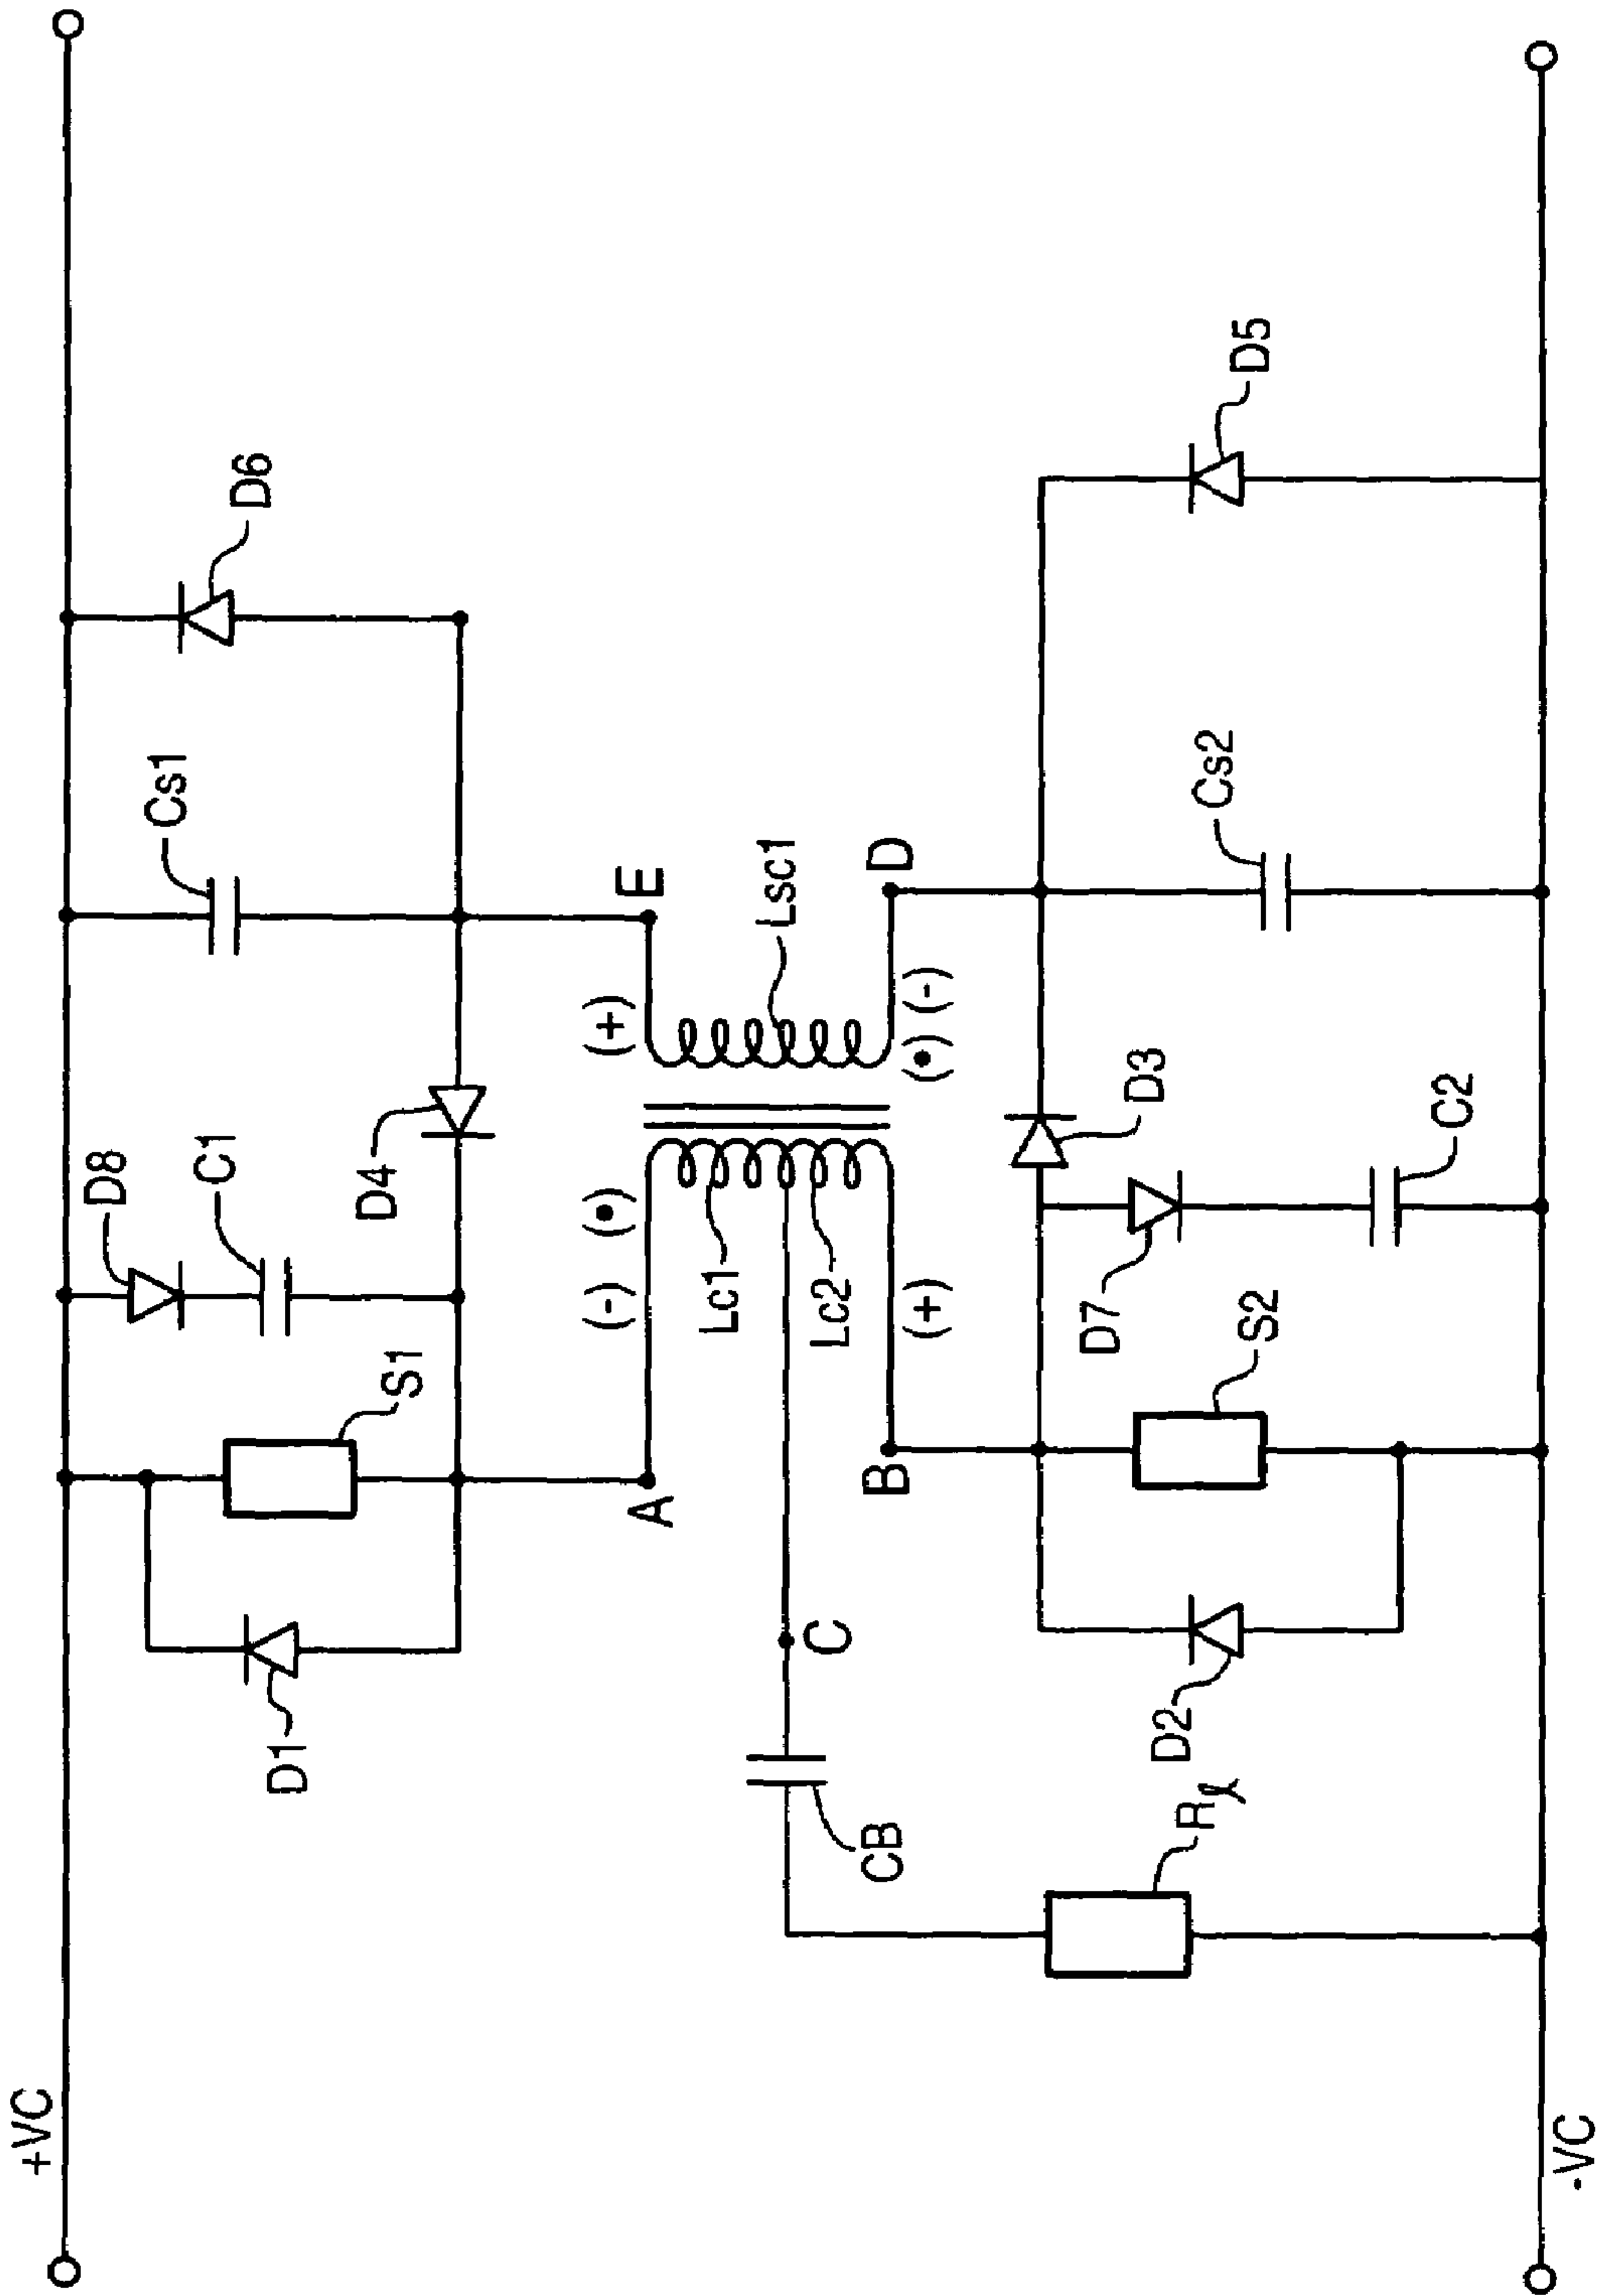 +VC
D1
S1
D8
C1
D4
Cs1
D6
A
(-)
(•)
(+)
E
Lc1
Lsc1
C
CB
Lc2
B
(+)
(•)
(-)
D
Rℓ
D2
S2
D7
D3
C2
Cs2
D5
-VC